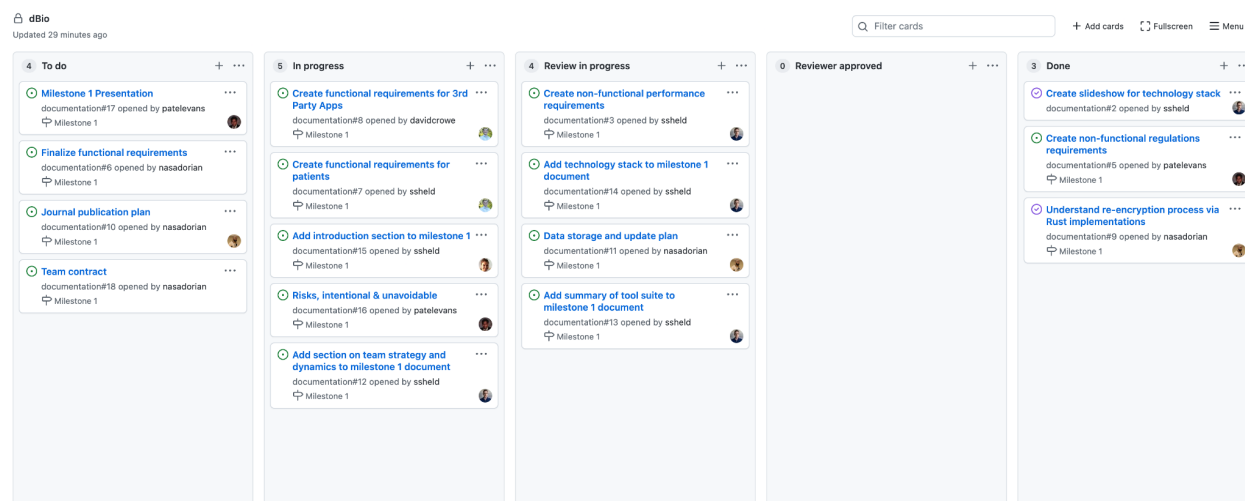 dBio
Updated 29 minutes ago
Filter cards
Add cards
Fullscreen
Menu
4 To do
Milestone 1 Presentation
documentation#17 opened by patelevans
Milestone 1
Finalize functional requirements
documentation#6 opened by nasadorian
Milestone 1
Journal publication plan
documentation#10 opened by nasadorian
Milestone 1
Team contract
documentation#18 opened by nasadorian
Milestone 1
5 In progress
Create functional requirements for 3rd
Party Apps
documentation#8 opened by davidcrowe
Milestone 1
Create functional requirements for
patients
documentation#7 opened by ssheld
Milestone 1
Add introduction section to milestone 1
documentation#15 opened by ssheld
Milestone 1
Risks, intentional & unavoidable
documentation#16 opened by patelevans
Milestone 1
Add section on team strategy and
dynamics to milestone 1 document
documentation#12 opened by ssheld
Milestone 1
4 Review in progress
Create non-functional performance
requirements
documentation#3 opened by ssheld
Milestone 1
Add technology stack to milestone 1
document
documentation#14 opened by ssheld
Milestone 1
Data storage and update plan
documentation#11 opened by nasadorian
Milestone 1
Add summary of tool suite to
milestone 1 document
documentation#13 opened by ssheld
Milestone 1
0 Reviewer approved
3 Done
Create slideshow for technology stack
documentation#2 opened by ssheld
Create non-functional regulations
requirements
documentation#5 opened by patelevans
Milestone 1
Understand re-encryption process via
Rust implementations
documentation#9 opened by nasadorian
Milestone 1